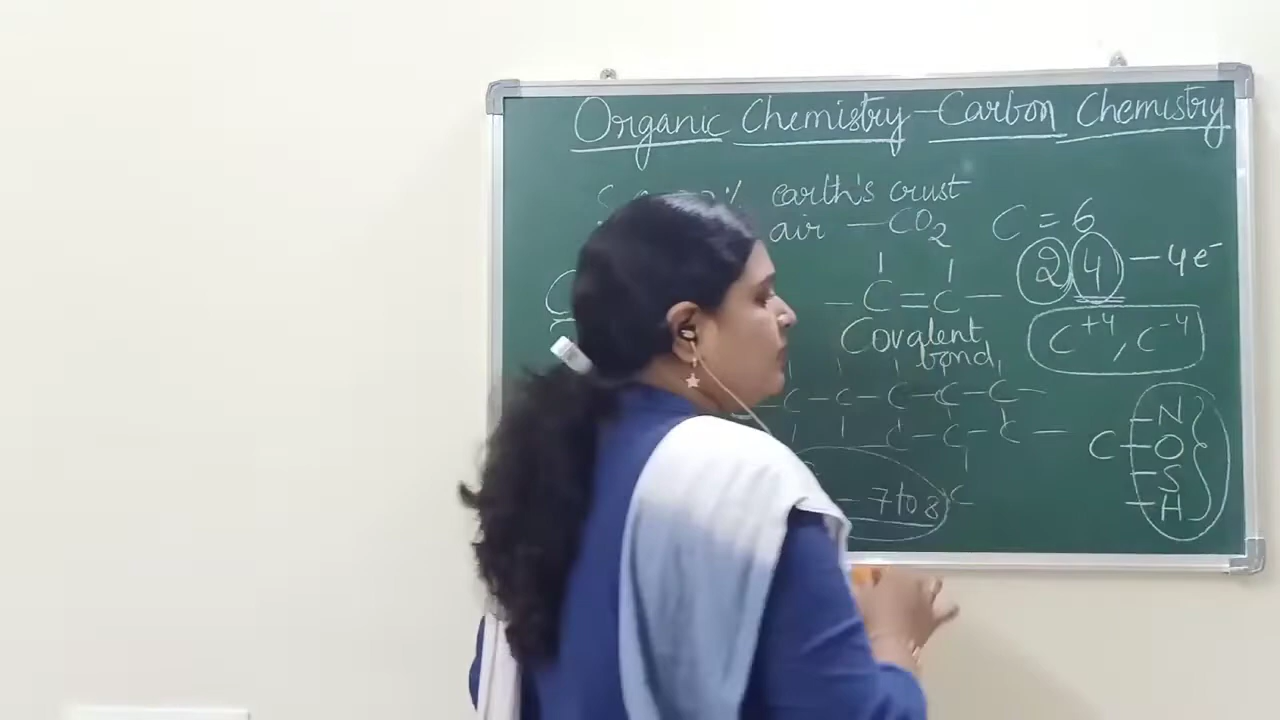 Organic Chemistry - Carbon Chemistry
% earth's crust
air - CO2
C = 6
2 4 - 4e-
C
- C = C -
Covalent bond
C+4, C-4
- C - C - C - C - C -
C - C - C -
C - N
O
S
H
- 7 to 8
C -